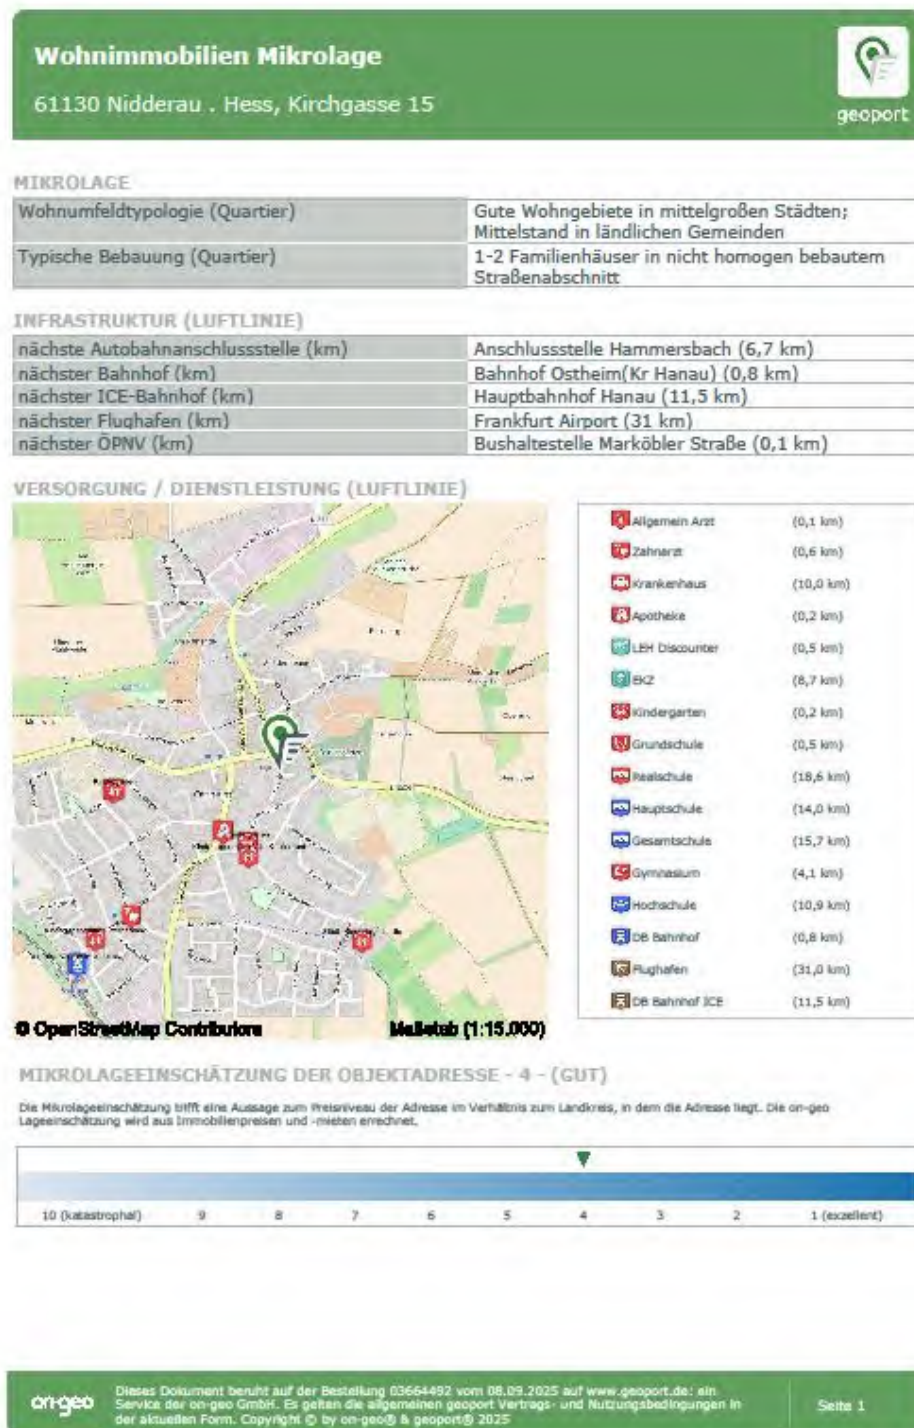 Wohnimmobilien Mikrolage
61130 Nidderau . Hess, Kirchgasse 15
geoport
MIKROLAGE
Wohnumfeldtypologie (Quartier) Gute Wohngebiete in mittelgroßen Städten;
Mittelstand in ländlichen Gemeinden
Typische Bebauung (Quartier) 1-2 Familienhäuser in nicht homogen bebautem
Straßenabschnitt
INFRASTRUKTUR (LUFTLINIE)
nächste Autobahnanschlussstelle (km) Anschlussstelle Hammersbach (6,7 km)
nächster Bahnhof (km) Bahnhof Ostheim(Kr Hanau) (0,8 km)
nächster ICE-Bahnhof (km) Hauptbahnhof Hanau (11,5 km)
nächster Flughafen (km) Frankfurt Airport (31 km)
nächster ÖPNV (km) Bushaltestelle Marköbler Straße (0,1 km)
VERSORGUNG / DIENSTLEISTUNG (LUFTLINIE)
Allgemein Arzt (0,1 km)
Zahnarzt (0,6 km)
Krankenhaus (10,0 km)
Apotheke (0,2 km)
LEH Discounter (0,5 km)
EKZ (8,7 km)
Kindergarten (0,2 km)
Grundschule (0,5 km)
Realschule (18,6 km)
Hauptschule (14,0 km)
Gesamtschule (15,7 km)
Gymnasium (4,1 km)
Hochschule (10,9 km)
DB Bahnhof (0,8 km)
Flughafen (31,0 km)
DB Bahnhof ICE (11,5 km)
© OpenStreetMap Contributors Maßstab (1:15.000)
MIKROLAGEEINSCHÄTZUNG DER OBJEKTADRESSE - 4 - (GUT)
Die Mikrolageeinschätzung trifft eine Aussage zum Preisniveau der Adresse im Verhältnis zum Landkreis, in dem die Adresse liegt. Die on-geo
Lageeinschätzung wird aus Immobilienpreisen und -mieten errechnet.
10 (katastrophal) 9 8 7 6 5 4 3 2 1 (exzellent)
on-geo
Dieses Dokument beruht auf der Bestellung 03664492 vom 08.09.2025 auf www.geoport.de: ein
Service der on-geo GmbH. Es gelten die allgemeinen geoport Vertrags- und Nutzungsbedingungen in
der aktuellen Form. Copyright © by on-geo® & geoport® 2025
Seite 1